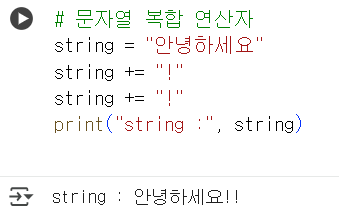 # 문자열 복합 연산자
string = "안녕하세요"
string += "!"
string += "!"
print("string :", string)
string : 안녕하세요!!